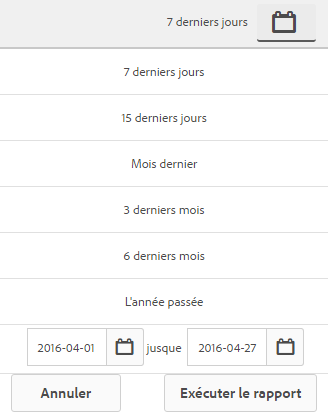 7 derniers jours
7 derniers jours
15 derniers jours
Mois dernier
3 derniers mois
6 derniers mois
L'année passée
2016-04-01 jusque 2016-04-27
Annuler Exécuter le rapport